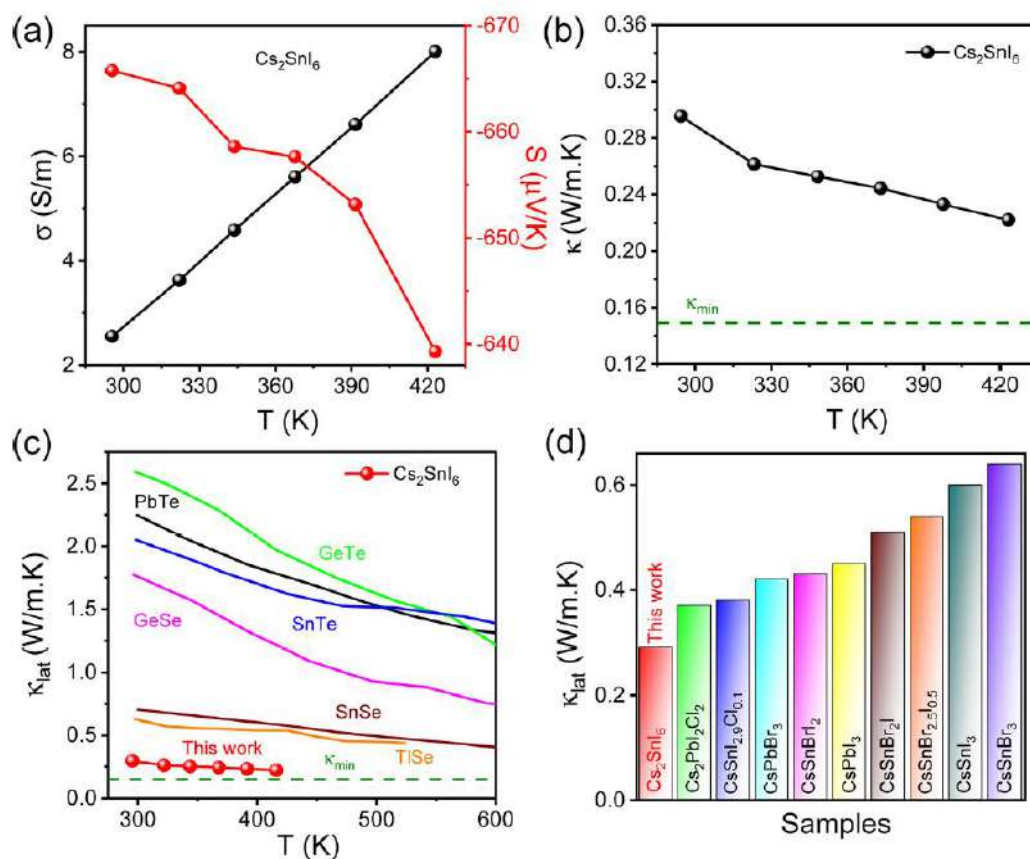 (a)
Cs₂SnI₆
σ (S/m)
8
6
4
2
-670
-660
-650
-640
S (μV/K)
300 330 360 390 420
T (K)
(b)
Cs₂SnI₆
κ (W/m.K)
0.36
0.32
0.28
0.24
0.20
0.16
0.12
κmin
300 330 360 390 420
T (K)
(c)
Cs₂SnI₆
κlat (W/m.K)
2.5
2.0
1.5
1.0
0.5
0.0
PbTe
GeTe
GeSe
SnTe
SnSe
This work
TlSe
κmin
300 400 500 600
T (K)
(d)
κlat (W/m.K)
0.6
0.4
0.2
0.0
This work
Cs₂SnI₆
Cs₂PbI₂Cl₂
CsSnI₂.₉Cl₀.₁
CsPbBr₃
CsSnBrI₂
CsPbI₃
CsSnBr₂I
CsSnBr₂.₅I₀.₅
CsSnI₃
CsSnBr₃
Samples